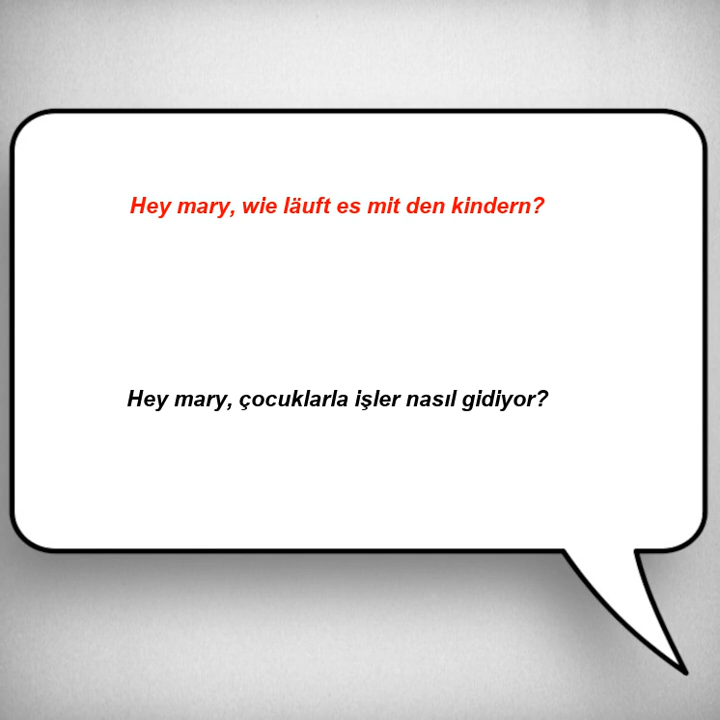 Hey mary, wie läuft es mit den kindern?
Hey mary, çocuklarla işler nasıl gidiyor?